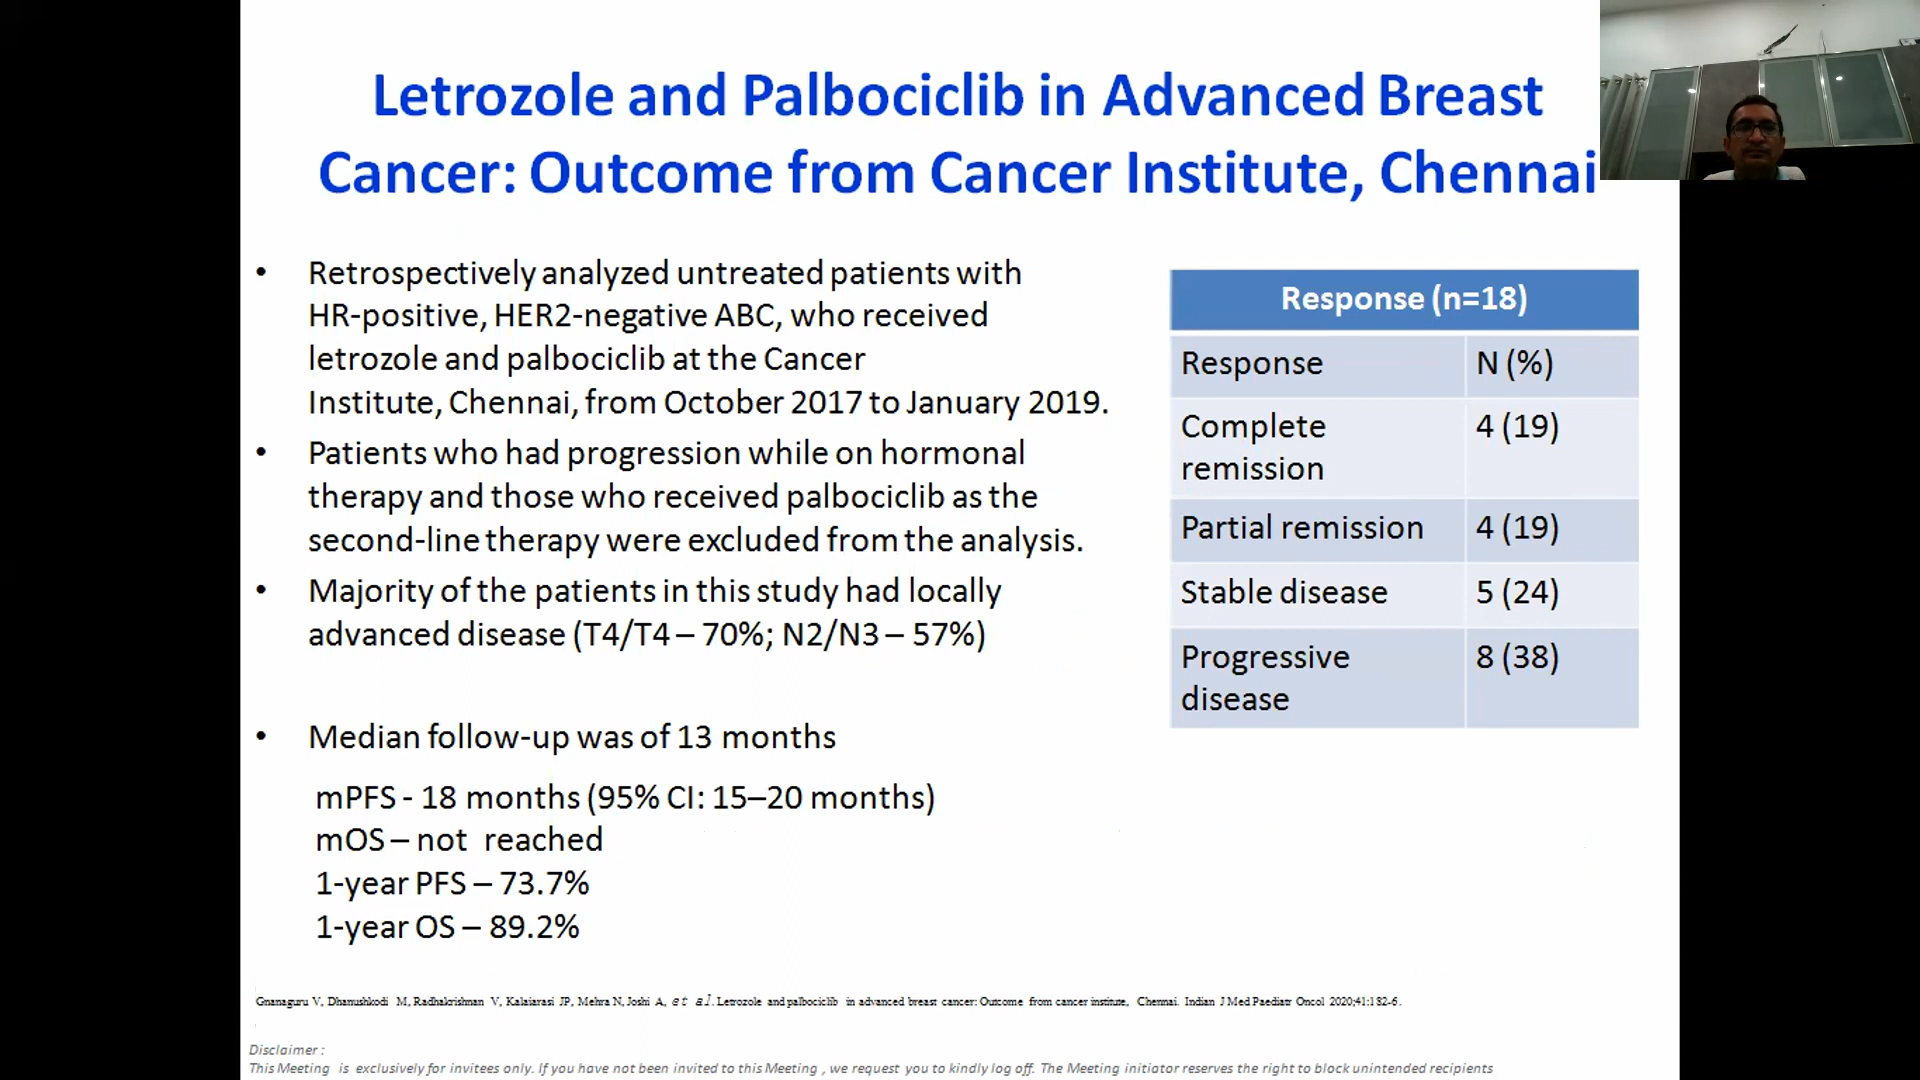 Letrozole and Palbociclib in Advanced Breast
Cancer: Outcome from Cancer Institute, Chennai
• Retrospectively analyzed untreated patients with
HR-positive, HER2-negative ABC, who received
letrozole and palbociclib at the Cancer
Institute, Chennai, from October 2017 to January 2019.
• Patients who had progression while on hormonal
therapy and those who received palbociclib as the
second-line therapy were excluded from the analysis.
• Majority of the patients in this study had locally
advanced disease (T4/T4 – 70%; N2/N3 – 57%)
• Median follow-up was of 13 months
mPFS - 18 months (95% CI: 15–20 months)
mOS – not reached
1-year PFS – 73.7%
1-year OS – 89.2%
Response (n=18)
Response N (%)
Complete 4 (19)
remission
Partial remission 4 (19)
Stable disease 5 (24)
Progressive 8 (38)
disease
Gnanaguru V, Dhanushkodi M, Radhakrishnan V, Kalaiarasi JP, Mehra N, Joshi A, et al. Letrozole and palbociclib in advanced breast cancer: Outcome from cancer institute, Chennai. Indian J Med Paediatr Oncol 2020;41:182-6.
Disclaimer :
This Meeting is exclusively for invitees only. If you have not been invited to this Meeting , we request you to kindly log off. The Meeting initiator reserves the right to block unintended recipients